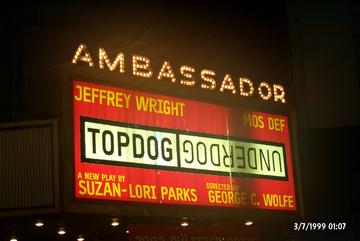 AMBASSADOR
JEFFREY WRIGHT
MOS DEF
TOPDOG UNDERDOG
A NEW PLAY BY
SUZAN-LORI PARKS
DIRECTED BY
GEORGE C. WOLFE
3/7/1999 01:07